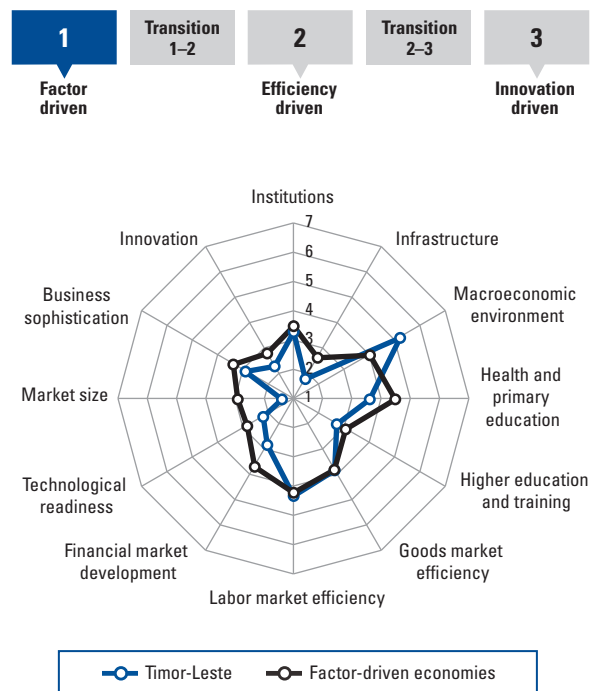 1
Transition
1–2
2
Transition
2–3
3
Factor
driven
Efficiency
driven
Innovation
driven
Institutions
Innovation
Infrastructure
Business
sophistication
Macroeconomic
environment
Market size
Health and
primary
education
Technological
readiness
Higher education
and training
Financial market
development
Goods market
efficiency
Labor market efficiency
7
6
5
4
3
2
1
Timor-Leste
Factor-driven economies